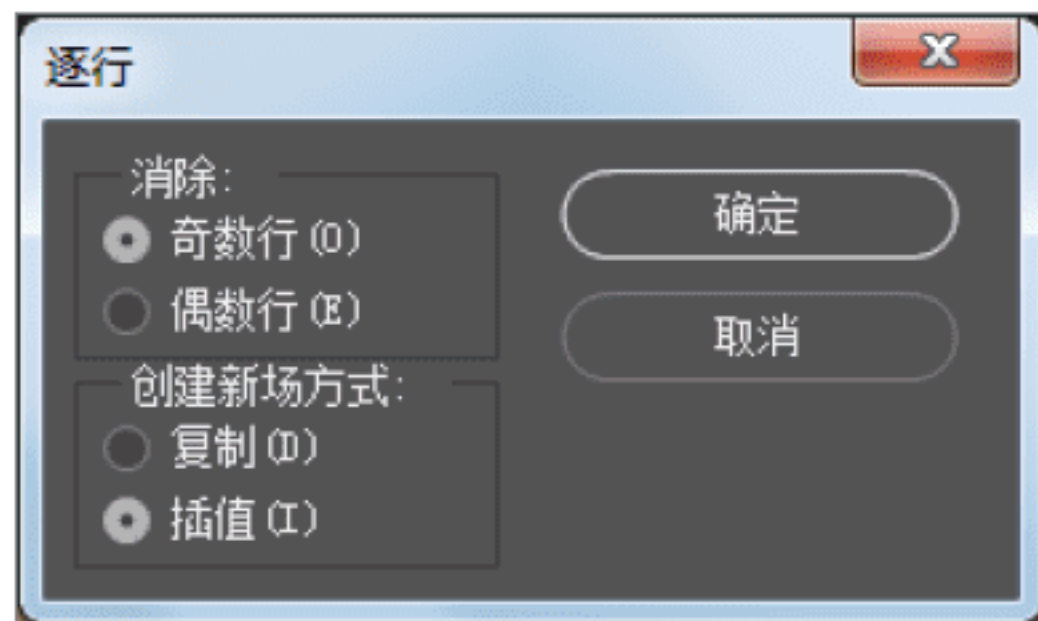 逐行
消除:
奇数行(O)
偶数行(E)
创建新场方式:
复制(D)
插值(I)
确定
取消